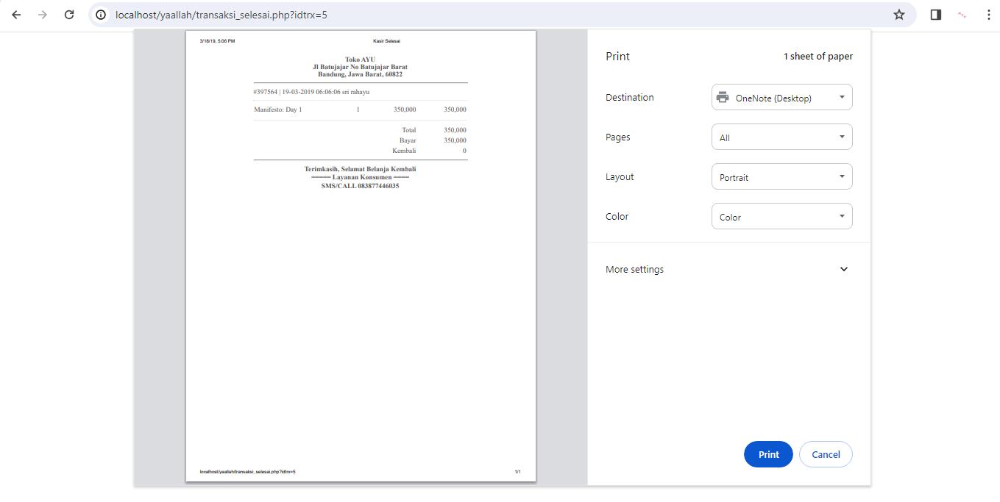 localhost/yaallah/transaksi_selesai.php?idtrx=5
3/18/19, 5:06 PM Kasir Selesai
Toko AYU
Jl Batujajar No Batujajar Barat
Bandung, Jawa Barat, 60822
#397564 | 19-03-2019 06:06:06 sri rahayu
Manifesto: Day 1 1 350,000 350,000
Total 350,000
Bayar 350,000
Kembali 0
Terimkasih, Selamat Belanja Kembali
===== Layanan Konsumen ====
SMS/CALL 083877446035
localhost/yaallah/transaksi_selesai.php?idtrx=5 1/1
Print 1 sheet of paper
Destination OneNote (Desktop)
Pages All
Layout Portrait
Color Color
More settings
Print Cancel